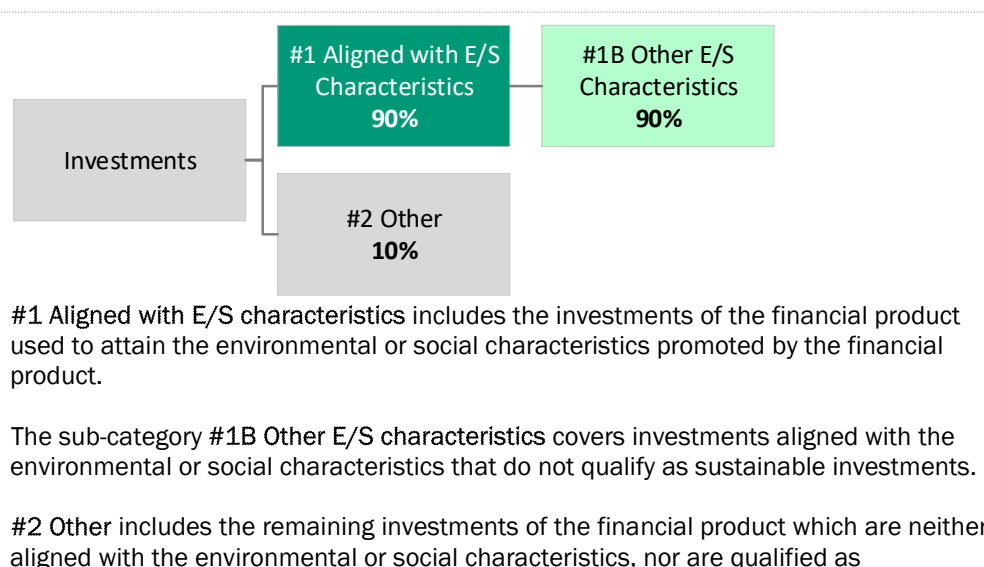 #1 Aligned with E/S
Characteristics
90%
#1B Other E/S
Characteristics
90%
Investments
#2 Other
10%
#1 Aligned with E/S characteristics includes the investments of the financial product
used to attain the environmental or social characteristics promoted by the financial
product.
The sub-category #1B Other E/S characteristics covers investments aligned with the
environmental or social characteristics that do not qualify as sustainable investments.
#2 Other includes the remaining investments of the financial product which are neither
aligned with the environmental or social characteristics, nor are qualified as